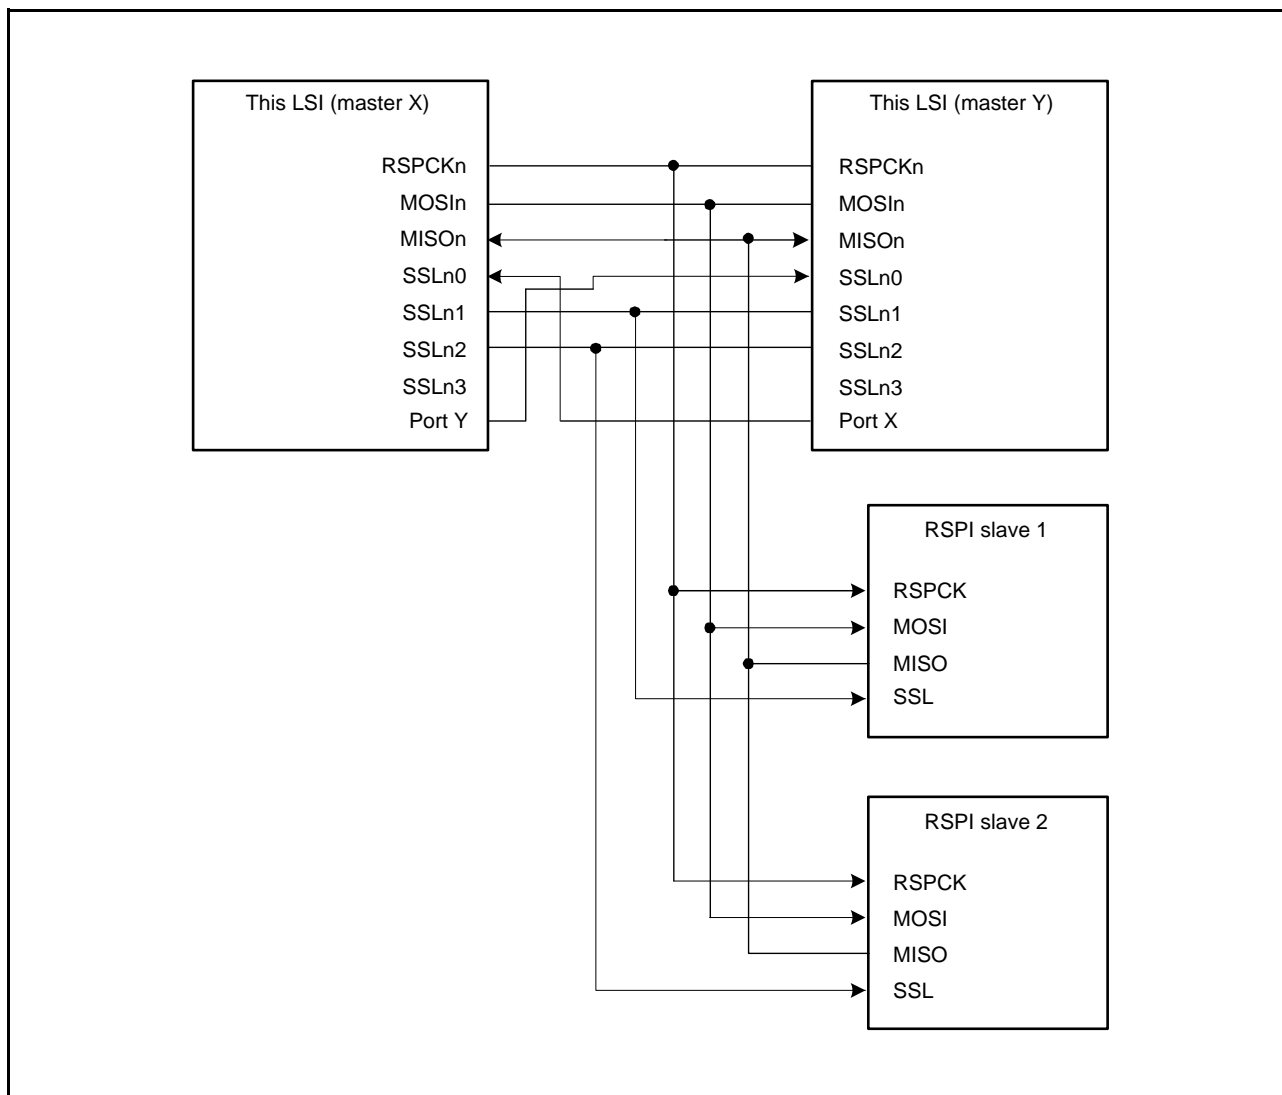 This LSI (master X)
RSPCKn
MOSIn
MISOn
SSLn0
SSLn1
SSLn2
SSLn3
Port Y
This LSI (master Y)
RSPCKn
MOSIn
MISOn
SSLn0
SSLn1
SSLn2
SSLn3
Port X
RSPI slave 1
RSPCK
MOSI
MISO
SSL
RSPI slave 2
RSPCK
MOSI
MISO
SSL